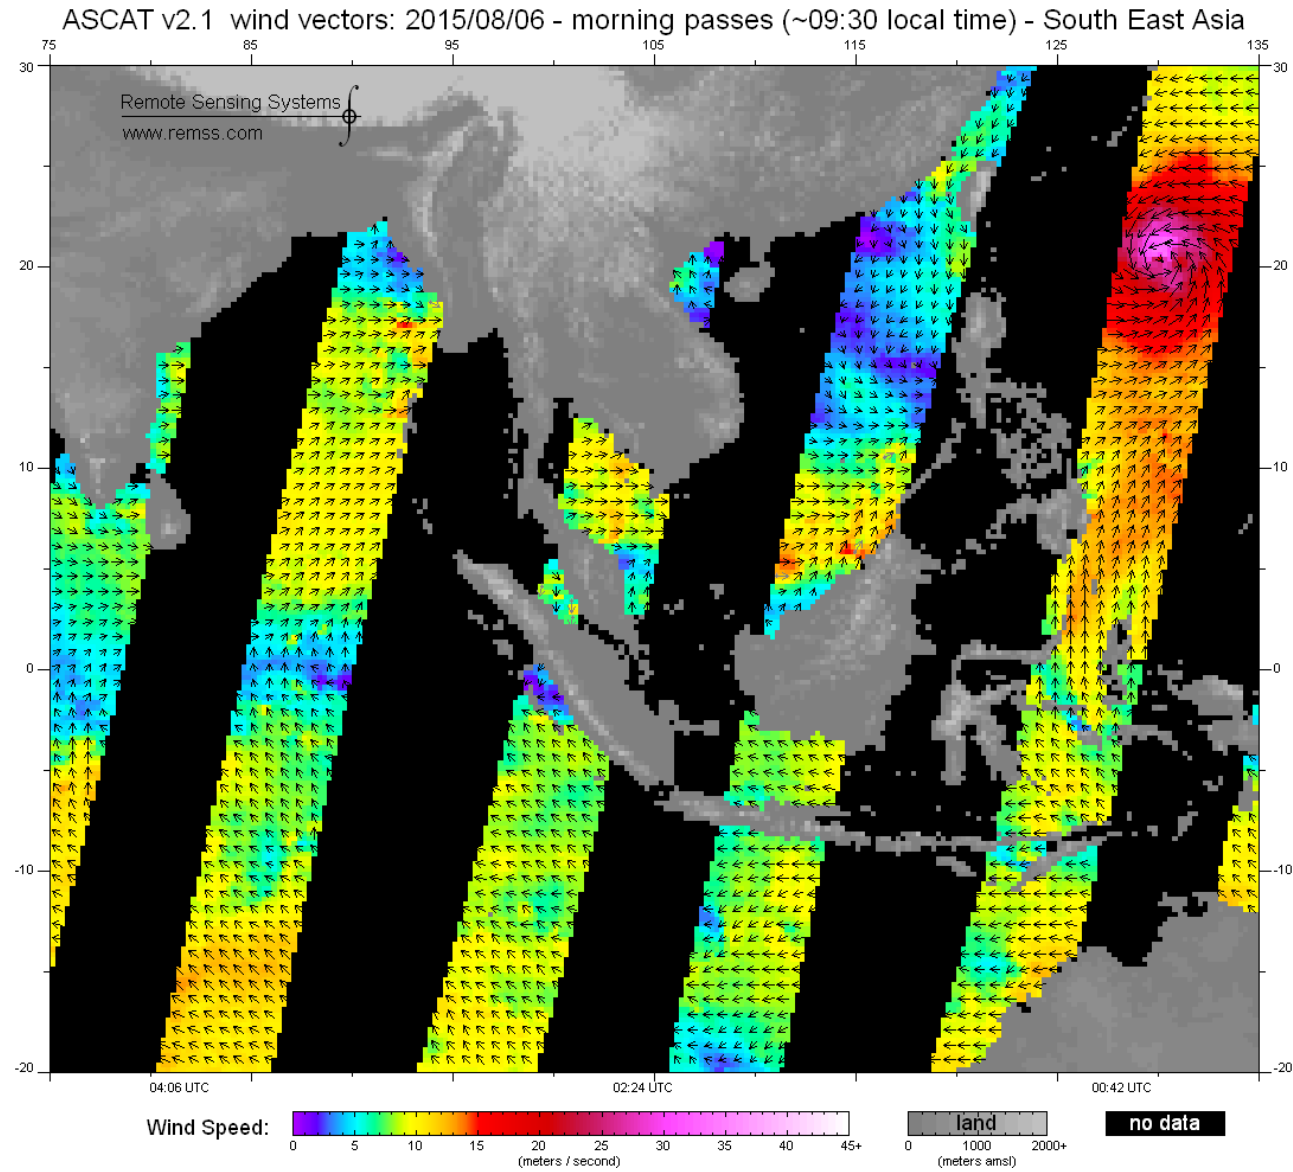 ASCAT v2.1 wind vectors: 2015/08/06 - morning passes (~09:30 local time) - South East Asia
75 85 95 105 115 125 135
30 30
Remote Sensing Systems
www.remss.com
20 20
10 10
0 0
-10 -10
-20 -20
04:06 UTC 02:24 UTC 00:42 UTC
Wind Speed: land no data
0 5 10 15 20 25 30 35 40 45+ 0 1000 2000+
(meters / second) (meters amsl)